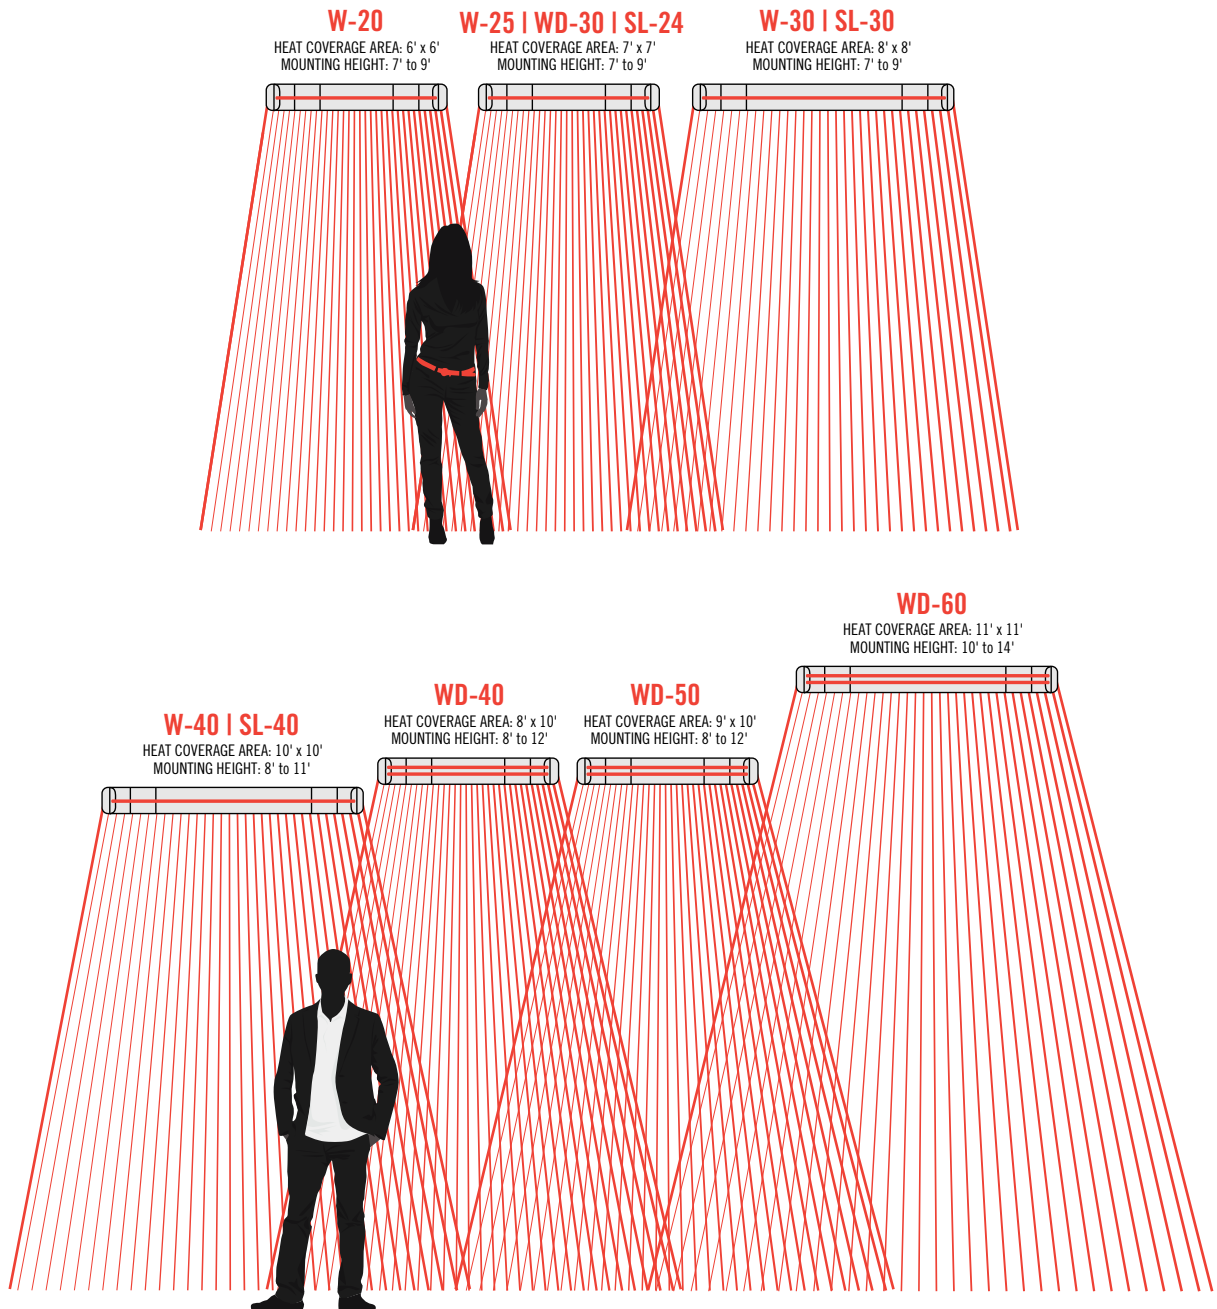 W-20
HEAT COVERAGE AREA: 6' x 6'
MOUNTING HEIGHT: 7' to 9'
W-25 | WD-30 | SL-24
HEAT COVERAGE AREA: 7' x 7'
MOUNTING HEIGHT: 7' to 9'
W-30 | SL-30
HEAT COVERAGE AREA: 8' x 8'
MOUNTING HEIGHT: 7' to 9'
W-40 | SL-40
HEAT COVERAGE AREA: 10' x 10'
MOUNTING HEIGHT: 8' to 11'
WD-40
HEAT COVERAGE AREA: 8' x 10'
MOUNTING HEIGHT: 8' to 12'
WD-50
HEAT COVERAGE AREA: 9' x 10'
MOUNTING HEIGHT: 8' to 12'
WD-60
HEAT COVERAGE AREA: 11' x 11'
MOUNTING HEIGHT: 10' to 14'